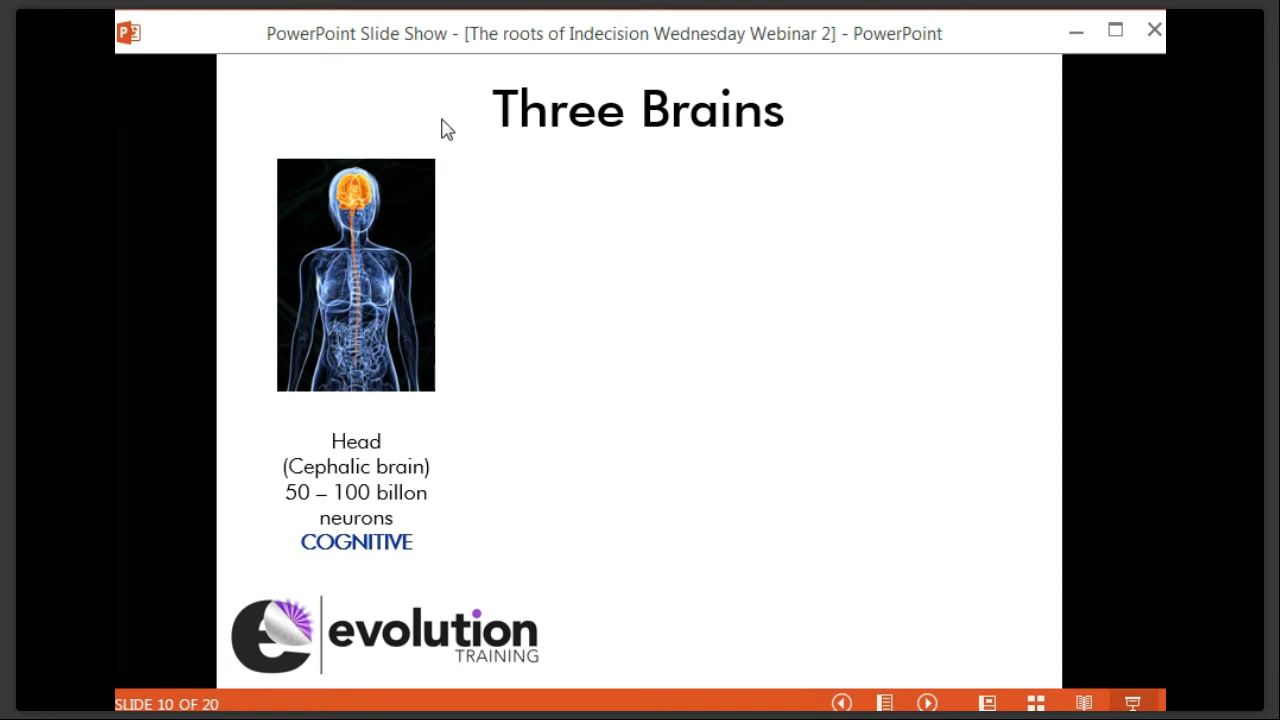 PowerPoint Slide Show - [The roots of Indecision Wednesday Webinar 2] - PowerPoint
Three Brains
Head
(Cephalic brain)
50 – 100 billon
neurons
COGNITIVE
evolution
TRAINING
SLIDE 10 OF 20